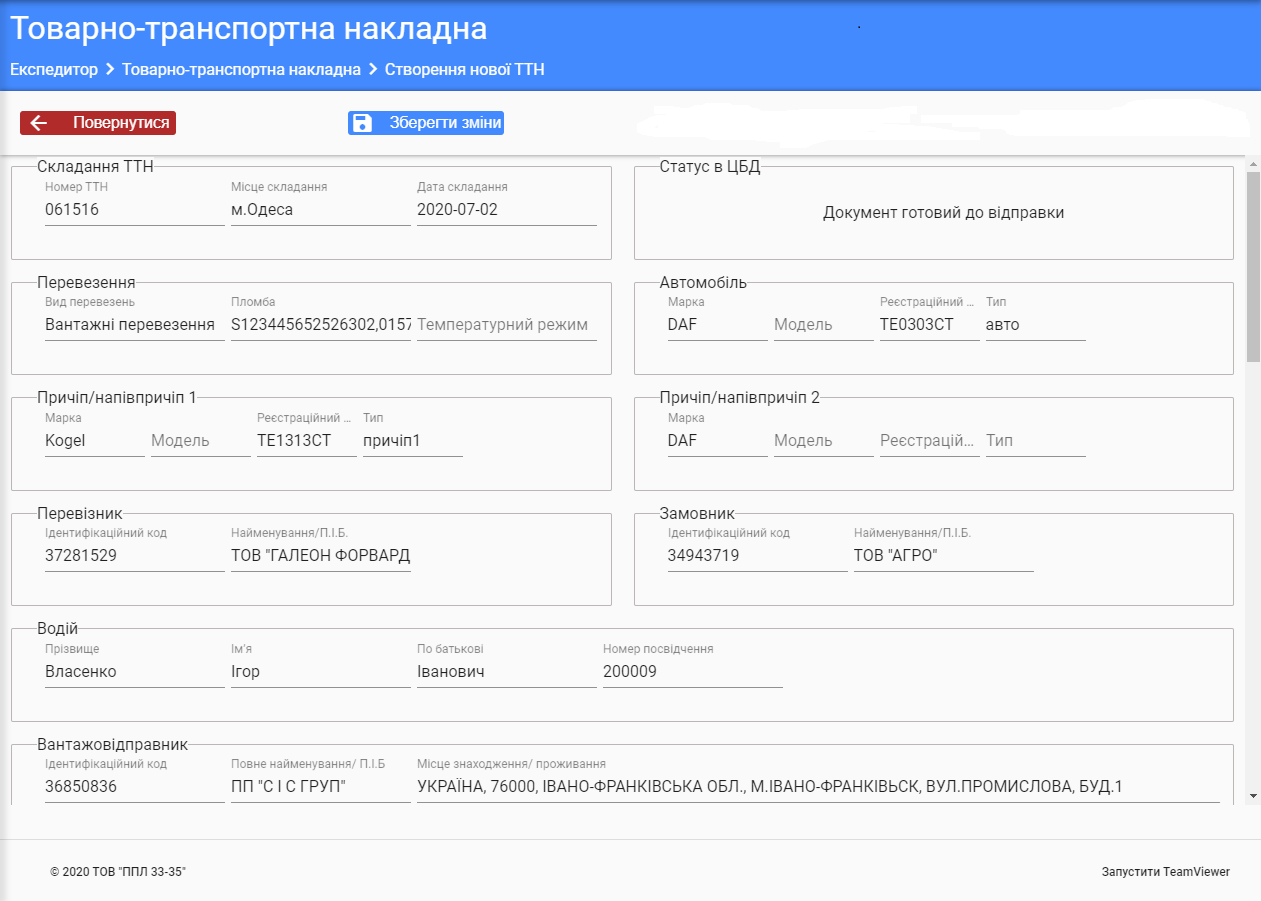 Товарно-транспортна накладна
Експедитор > Товарно-транспортна накладна > Створення нової ТТН
Повернутися Зберегти зміни
Складання ТТН
Номер ТТН Місце складання Дата складання
061516 м.Одеса 2020-07-02
Статус в ЦБД
Документ готовий до відправки
Перевезення
Вид перевезень Пломба
Вантажні перевезення S123445652526302,0157 Температурний режим
Автомобіль
Марка Реєстраційний ... Тип
DAF Модель TE0303CT авто
Причіп/напівпричіп 1
Марка Реєстраційний ... Тип
Kogel Модель TE1313CT причіп1
Причіп/напівпричіп 2
Марка
DAF Модель Реєстрацій... Тип
Перевізник
Ідентифікаційний код Найменування/П.І.Б.
37281529 ТОВ "ГАЛЕОН ФОРВАРД
Замовник
Ідентифікаційний код Найменування/П.І.Б.
34943719 ТОВ "АГРО"
Водій
Прізвище Ім'я По батькові Номер посвідчення
Власенко Ігор Іванович 200009
Вантажовідправник
Ідентифікаційний код Повне найменування/ П.І.Б Місце знаходження/ проживання
36850836 ПП "С І С ГРУП" УКРАЇНА, 76000, ІВАНО-ФРАНКІВСЬКА ОБЛ., М.ІВАНО-ФРАНКІВЬСК, ВУЛ.ПРОМИСЛОВА, БУД.1
© 2020 ТОВ "ППЛ 33-35" Запустити TeamViewer